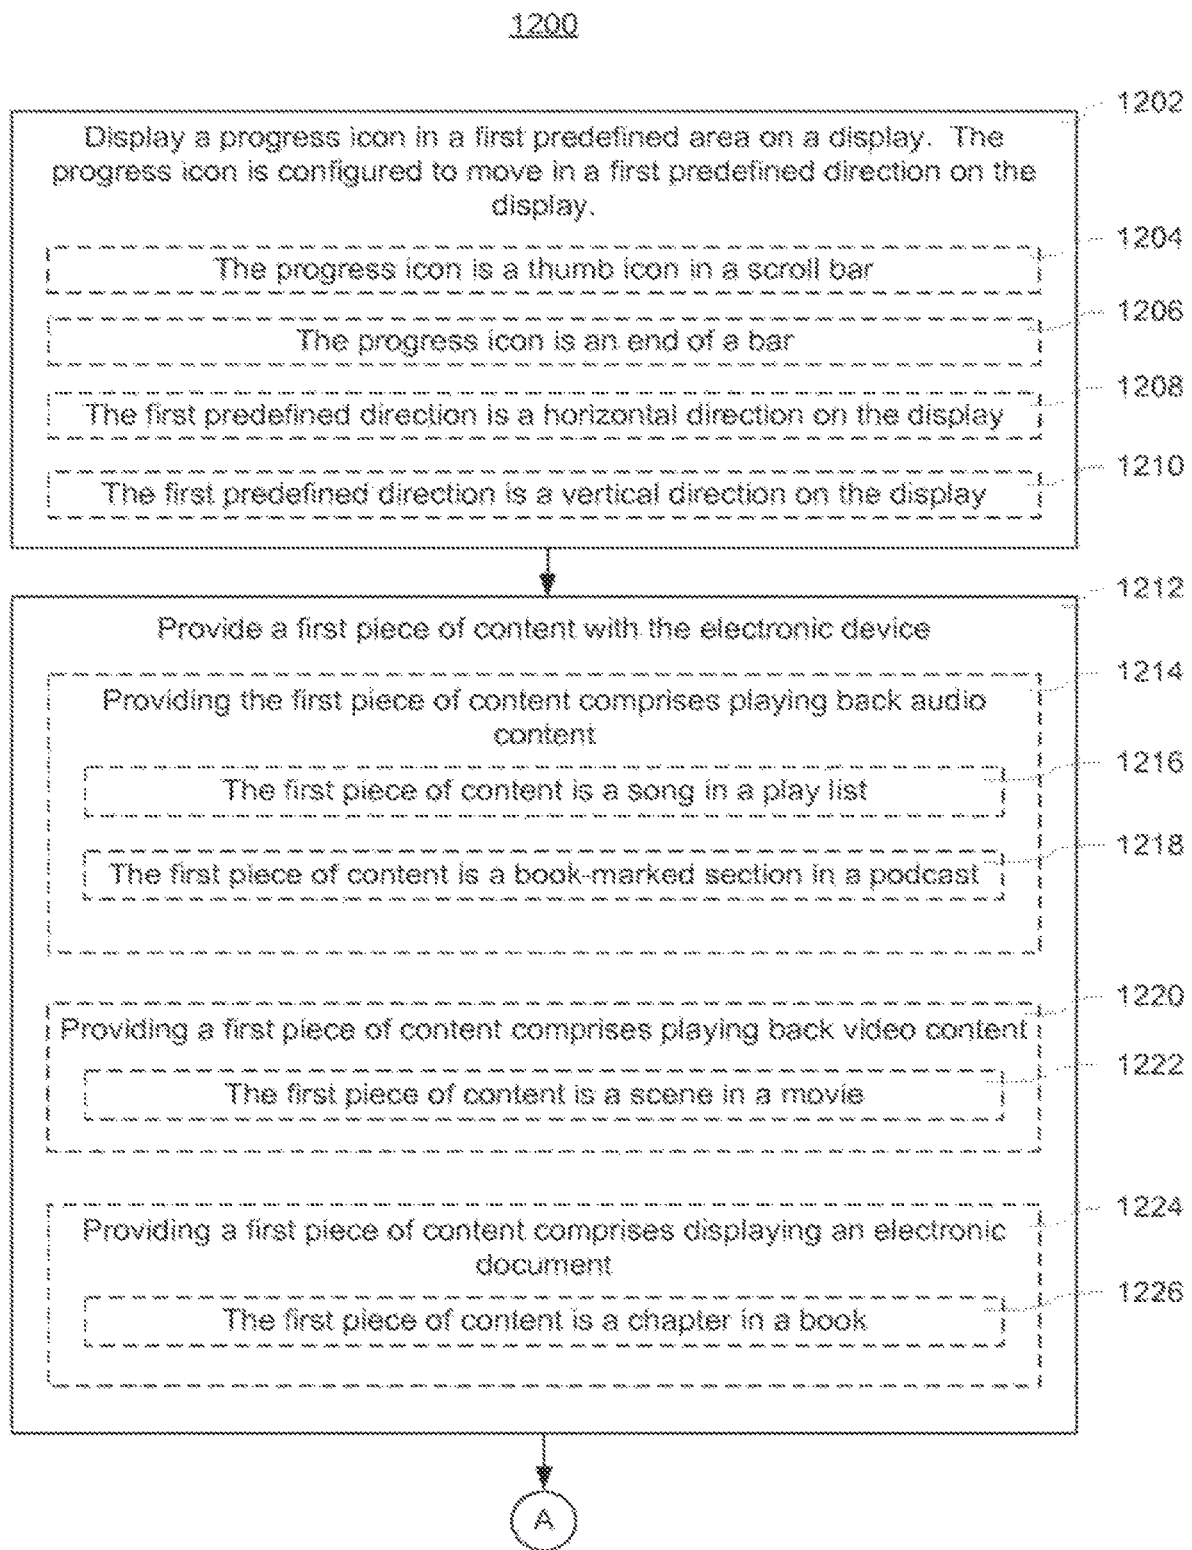 1200
1202
Display a progress icon in a first predefined area on a display. The
progress icon is configured to move in a first predefined direction on the
display.
1204
The progress icon is a thumb icon in a scroll bar
1206
The progress icon is an end of a bar
1208
The first predefined direction is a horizontal direction on the display
1210
The first predefined direction is a vertical direction on the display
1212
Provide a first piece of content with the electronic device
1214
Providing the first piece of content comprises playing back audio
content
1216
The first piece of content is a song in a play list
1218
The first piece of content is a book-marked section in a podcast
1220
Providing a first piece of content comprises playing back video content
1222
The first piece of content is a scene in a movie
1224
Providing a first piece of content comprises displaying an electronic
document
1226
The first piece of content is a chapter in a book
A